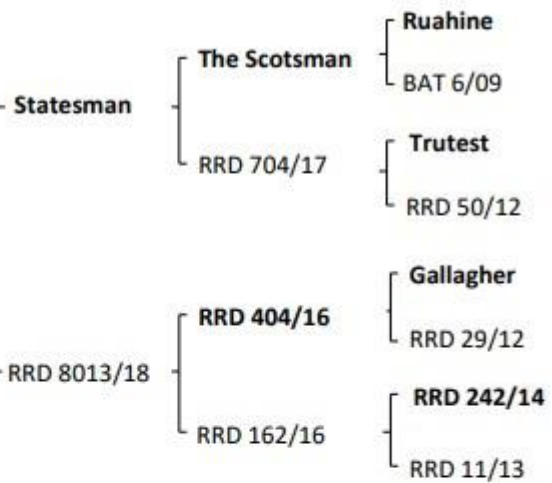 Ruahine
The Scotsman
BAT 6/09
Statesman
Trutest
RRD 704/17
RRD 50/12
Gallagher
RRD 404/16
RRD 29/12
RRD 8013/18
RRD 242/14
RRD 162/16
RRD 11/13